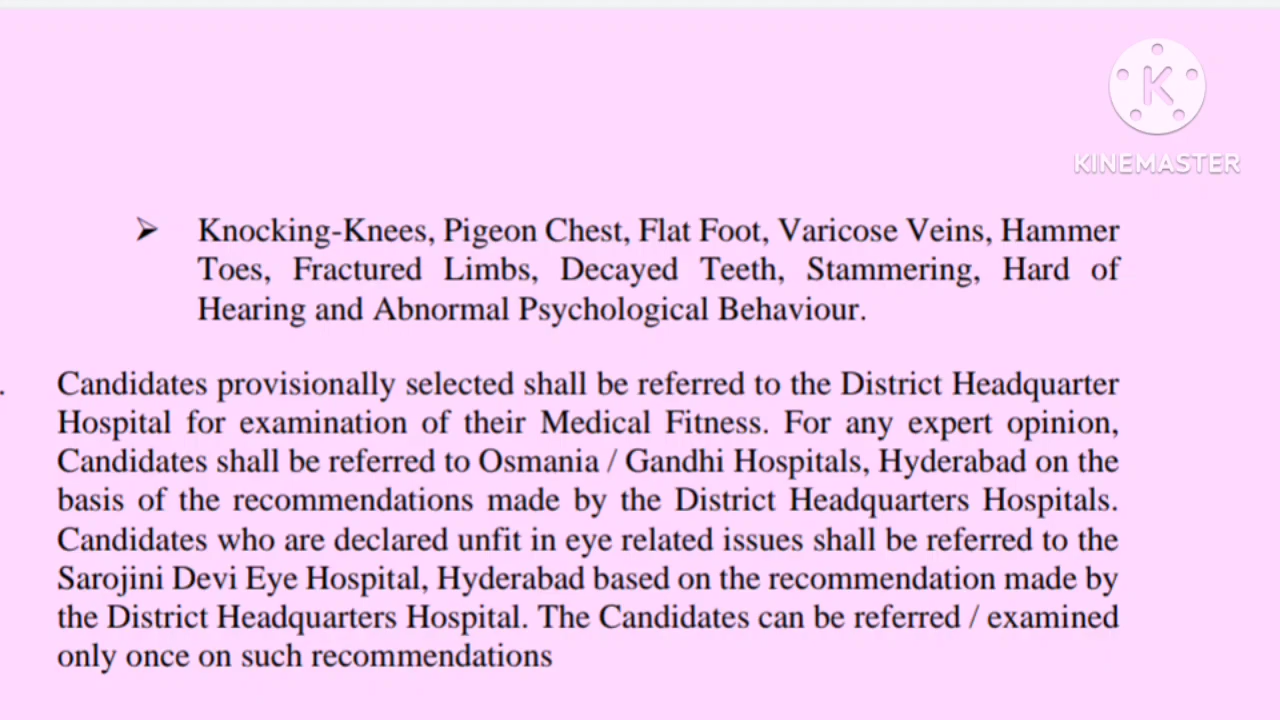 K
KINEMASTER
➢ Knocking-Knees, Pigeon Chest, Flat Foot, Varicose Veins, Hammer
Toes, Fractured Limbs, Decayed Teeth, Stammering, Hard of
Hearing and Abnormal Psychological Behaviour.
. Candidates provisionally selected shall be referred to the District Headquarter
Hospital for examination of their Medical Fitness. For any expert opinion,
Candidates shall be referred to Osmania / Gandhi Hospitals, Hyderabad on the
basis of the recommendations made by the District Headquarters Hospitals.
Candidates who are declared unfit in eye related issues shall be referred to the
Sarojini Devi Eye Hospital, Hyderabad based on the recommendation made by
the District Headquarters Hospital. The Candidates can be referred / examined
only once on such recommendations